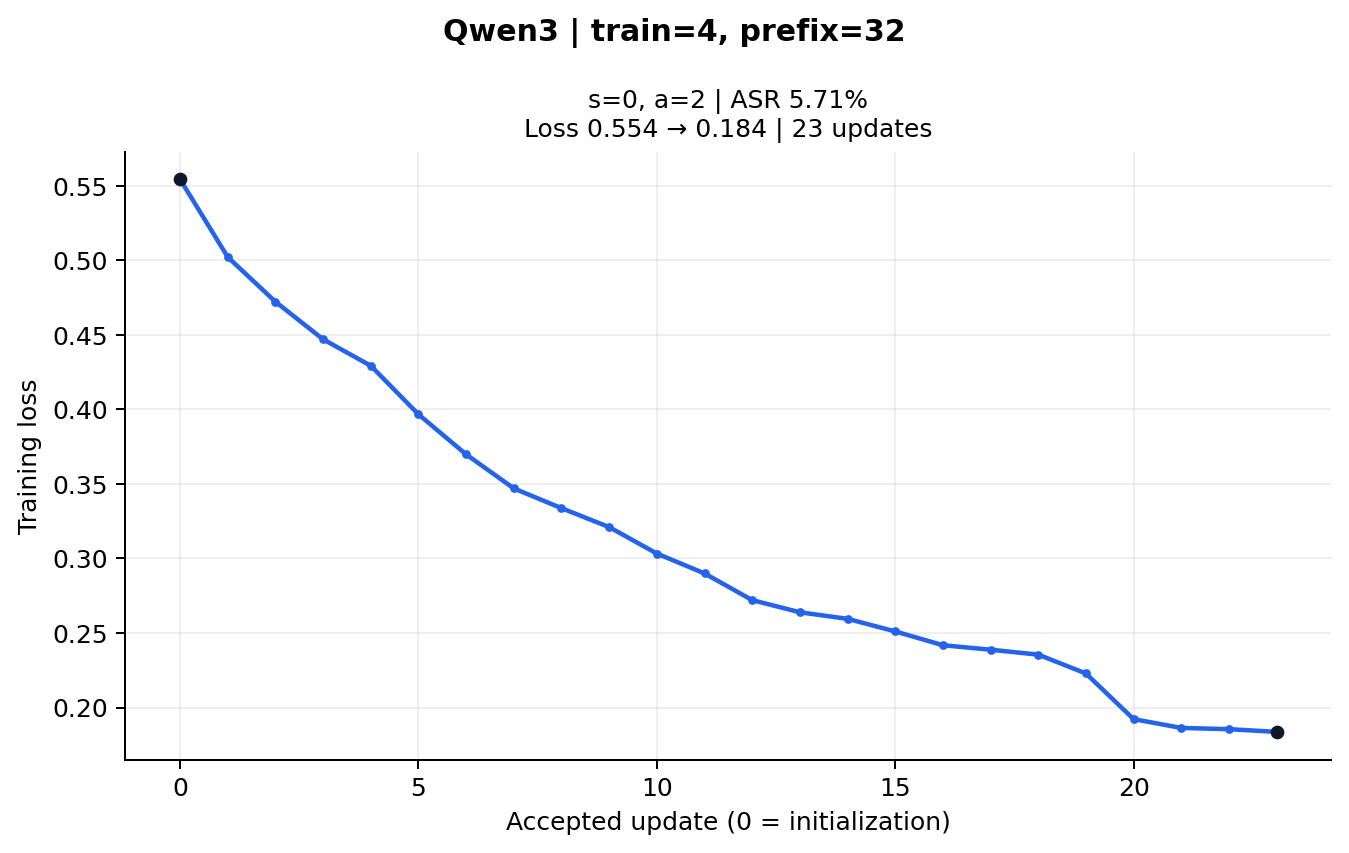 Qwen3 | train=4, prefix=32
s=0, a=2 | ASR 5.71%
Loss 0.554 → 0.184 | 23 updates
Training loss
0.55
0.50
0.45
0.40
0.35
0.30
0.25
0.20
0 5 10 15 20
Accepted update (0 = initialization)